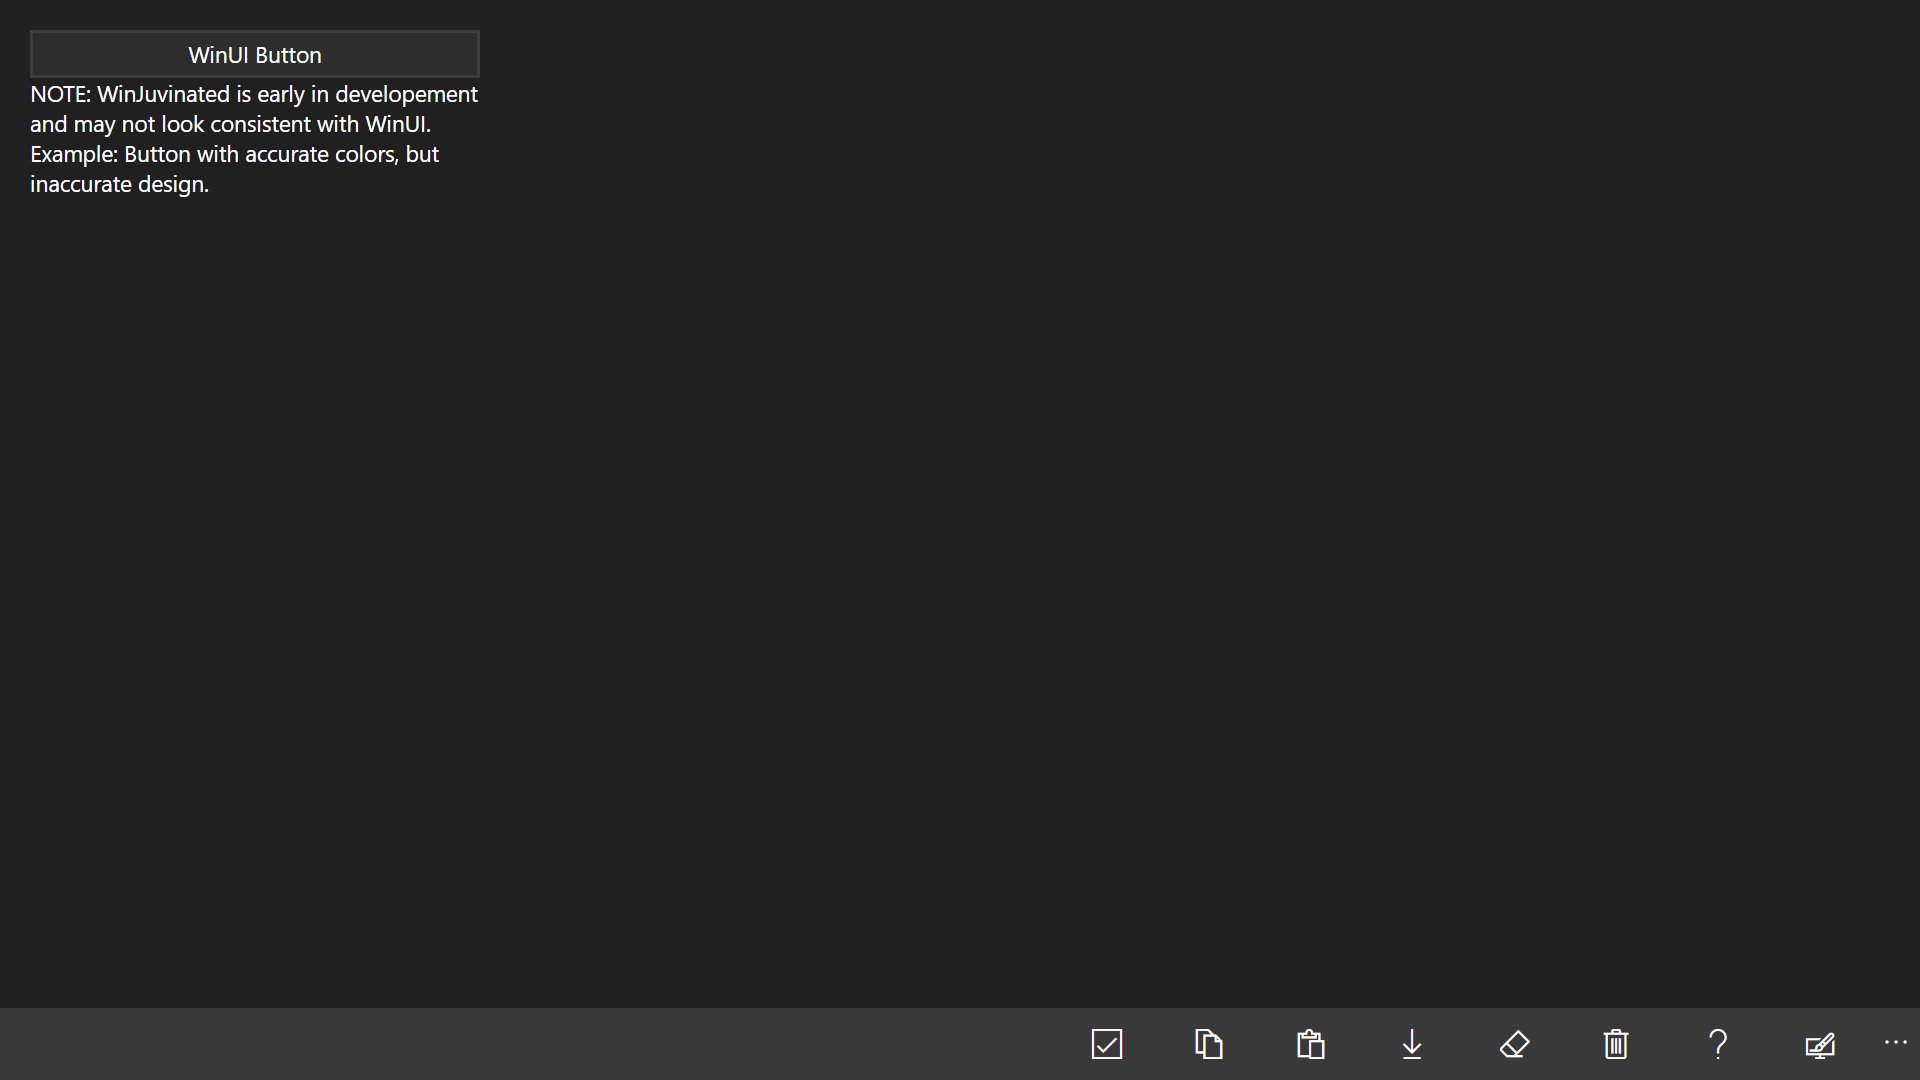 WinUI Button
NOTE: WinJuvinated is early in developement
and may not look consistent with WinUI.
Example: Button with accurate colors, but
inaccurate design.